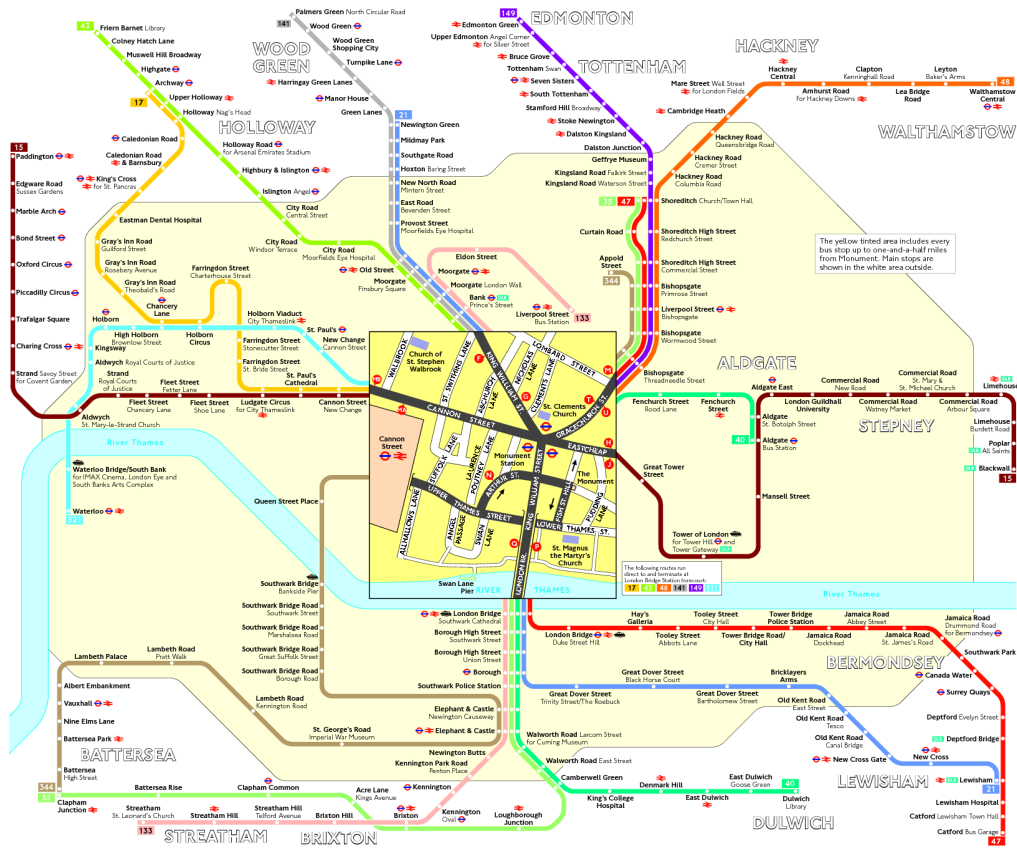 Palmers Green North Circular Road
141
Wood Green
Wood Green
Shopping City
Turnpike Lane
WOOD
GREEN
Harringay Green Lanes
Manor House
Green Lanes
21
Newington Green
Mildmay Park
Southgate Road
Hoxton Baring Street
New North Road
Mintern Street
East Road
Bevenden Street
Provost Street
Moorfields Eye Hospital
43
Friern Barnet Library
Colney Hatch Lane
Muswell Hill Broadway
Highgate
Archway
17
Upper Holloway
Holloway Nag's Head
HOLLOWAY
Holloway Road
for Arsenal Emirates Stadium
Highbury & Islington
Islington Angel
City Road
Central Street
City Road
Windsor Terrace
City Road
Moorfields Eye Hospital
Old Street
Moorgate
Finsbury Square
Caledonian Road
Caledonian Road
& Barnsbury
King's Cross
for St. Pancras
Eastman Dental Hospital
Gray's Inn Road
Guilford Street
Gray's Inn Road
Rosebery Avenue
Gray's Inn Road
Theobald's Road
Chancery
Lane
Holborn
Circus
Farringdon Street
Charterhouse Street
Farringdon Street
Stonecutter Street
Farringdon Street
St. Bride Street
St. Paul's
Cathedral
15
Paddington
Edgware Road
Sussex Gardens
Marble Arch
Bond Street
Oxford Circus
Piccadilly Circus
Trafalgar Square
Charing Cross
Strand Savoy Street
for Covent Garden
Holborn
High Holborn
Brownlow Street
Kingsway
Aldwych Royal Courts of Justice
Holborn Viaduct
City Thameslink
St. Paul's
New Change
Cannon Street
Strand
Royal Courts
of Justice
Fleet Street
Fetter Lane
Aldwych
St. Mary-le-Strand Church
Fleet Street
Chancery Lane
Fleet Street
Shoe Lane
Ludgate Circus
for City Thameslink
New Change
Cannon Street
River Thames
Waterloo Bridge/South Bank
for IMAX Cinema, London Eye and
South Banks Arts Complex
Waterloo
521
149
EDMONTON
Edmonton Green
Upper Edmonton Angel Corner
for Silver Street
Bruce Grove
TOTTENHAM
Tottenham Swan
Seven Sisters
South Tottenham
Stamford Hill Broadway
Stoke Newington
Dalston Kingsland
Dalston Junction
Geffrye Museum
Kingsland Road Falkirk Street
Kingsland Road Waterson Street
35
47
Shoreditch Church/Town Hall
Curtain Road
Shoreditch High Street
Redchurch Street
Shoreditch High Street
Commercial Street
Appold
Street
344
Bishopsgate
Primrose Street
Liverpool Street
Bishopsgate
Bishopsgate
Wormwood Street
Bishopsgate
Threadneedle Street
Eldon Street
Moorgate
Moorgate London Wall
Bank DLR
Prince's Street
Liverpool Street
Bus Station
133
HACKNEY
Hackney
Central
Clapton
Kenninghall Road
Leyton
Baker's Arms
48
Walthamstow
Central
WALTHAMSTOW
Mare Street Well Street
for London Fields
Amhurst Road
for Hackney Downs
Lea Bridge
Road
Cambridge Heath
Hackney Road
Queensbridge Road
Hackney Road
Cremer Street
Hackney Road
Columbia Road
The yellow tinted area includes every
bus stop up to one-and-a-half miles
from Monument. Main stops are
shown in the white area outside.
ALDGATE
Fenchurch Street
Rood Lane
Fenchurch
Street
40
Aldgate East
Aldgate
St. Botolph Street
Aldgate
Bus Station
Commercial Road
New Road
London Guildhall
University
Commercial Road
St. Mary &
St. Michael Church
Commercial Road
Watney Market
Commercial Road
Arbour Square
STEPNEY
DLR
Limehouse
Limehouse
Burdett Road
Poplar
DLR All Saints
DLR Blackwall
15
Great Tower
Street
Mansell Street
Tower of London
for Tower Hill and
Tower Gateway DLR
WALBROOK
Church of
St. Stephen
Walbrook
ST. SWITHINS LANE
ABCHURCH
LANE
KING WILLIAM ST.
NICHOLAS
LANE
CLEMENT'S LANE
LOMBARD STREET
St. Clements
Church
GRACECHURCH ST.
CANNON STREET
EASTCHEAP
Cannon
Street
Monument
Station
The
Monument
SUFFOLK LANE
LAURENCE
POUTNEY LANE
ARTHUR ST.
KING WILLIAM STREET
FISH ST. HILL
PUDDING
LANE
UPPER THAMES STREET
LOWER THAMES ST.
ALLHALLOWS LANE
ANGEL
PASSAGE
SWAN
LANE
St. Magnus
the Martyr's
Church
LONDON BR.
Swan Lane
Pier
RIVER THAMES
F
G
M
T
U
H
J
N
Q
P
MA
The following routes run
direct to and terminate at
London Bridge Station forecourt:
17 43 48 141 149 521
River Thames
Queen Street Place
Southwark Bridge
Bankside Pier
Southwark Bridge Road
Southwark Street
Southwark Bridge Road
Marshalsea Road
Southwark Bridge Road
Great Suffolk Street
Southwark Bridge Road
Borough Road
London Bridge
Southwark Cathedral
Borough High Street
Southwark Street
Borough High Street
Union Street
Borough
Southwark Police Station
Elephant & Castle
Newington Causeway
Elephant & Castle
Newington Butts
Kennington Park Road
Penton Place
Kennington
Kennington
Oval
Hay's
Galleria
Tooley Street
City Hall
Tower Bridge
Police Station
Jamaica Road
Abbey Street
Jamaica Road
Drummond Road
for Bermondsey
London Bridge
Duke Street Hill
Tooley Street
Abbots Lane
Tower Bridge Road/
City Hall
Jamaica Road
Dockhead
Jamaica Road
St. James's Road
BERMONDSEY
Southwark Park
Canada Water
Surrey Quays
Deptford Evelyn Street
DLR Deptford Bridge
New Cross
DLR Lewisham
21
Lewisham Hospital
Catford Lewisham Town Hall
Catford Bus Garage
47
Great Dover Street
Black Horse Court
Bricklayers
Arms
Great Dover Street
Trinity Street/The Roebuck
Great Dover Street
Bartholomew Street
Old Kent Road
East Street
Old Kent Road
Tesco
Old Kent Road
Canal Bridge
New Cross Gate
LEWISHAM
Walworth Road Larcom Street
for Cuming Museum
Walworth Road East Street
Camberwell Green
Denmark Hill
East Dulwich
Goose Green
40
King's College
Hospital
East Dulwich
Dulwich
Library
DULWICH
Lambeth Palace
Lambeth Road
Pratt Walk
Albert Embankment
Vauxhall
Nine Elms Lane
Battersea Park
BATTERSEA
Battersea
High Street
344
35
Clapham
Junction
Lambeth Road
Kennington Road
St. George's Road
Imperial War Museum
Battersea Rise
Clapham Common
Acre Lane
Kings Avenue
Streatham
St. Leonard's Church
Streatham Hill
Streatham Hill
Telford Avenue
Brixton Hill
Brixton
Loughborough
Junction
133
STREATHAM
BRIXTON